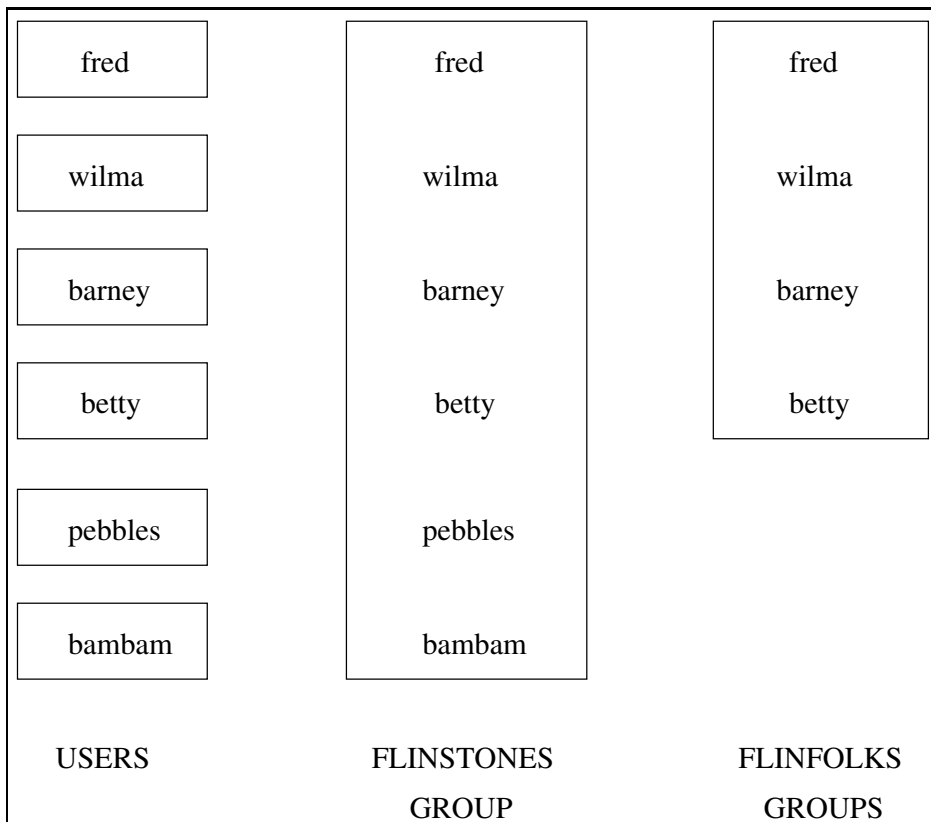 fred fred fred
wilma wilma wilma
barney barney barney
betty betty betty
pebbles pebbles
bambam bambam
USERS FLINSTONES FLINFOLKS
GROUP GROUPS